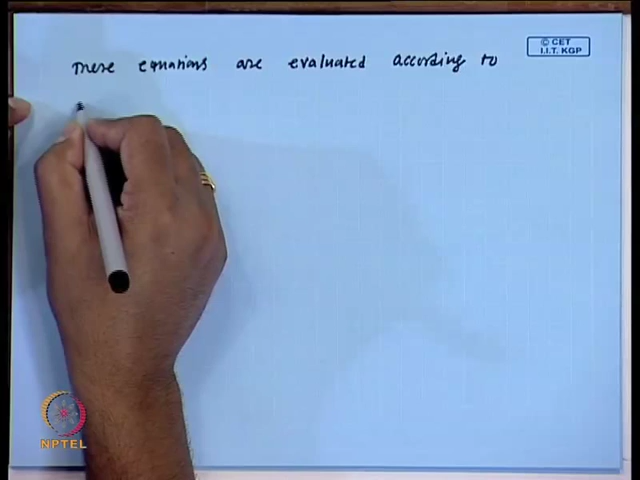 These equations are evaluated according to
© CET
I.I.T. KGP
NPTEL